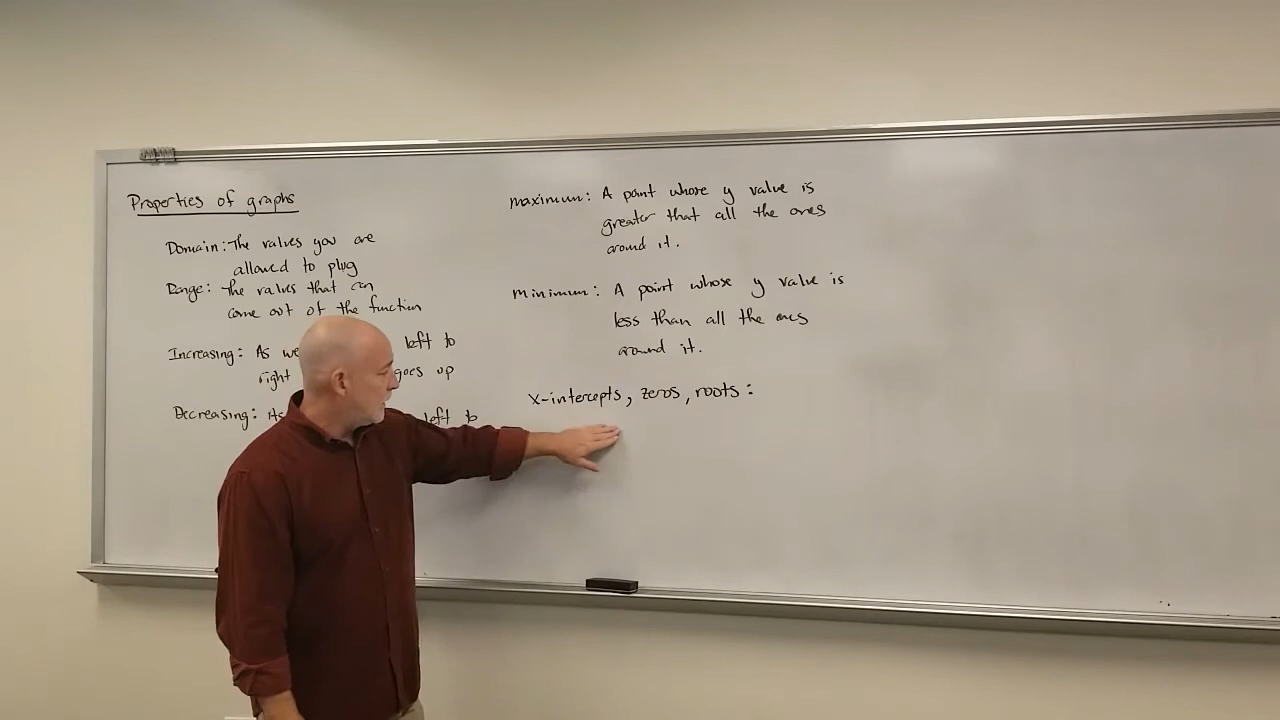 Properties of graphs
Domain: The values you are
allowed to plug
Range: The values that can
come out of the function
Increasing: As we left to
right goes up
Decreasing: left to
maximum: A point whose y value is
greater that all the ones
around it.
minimum: A point whose y value is
less than all the ones
around it.
x-intercepts, zeros, roots: